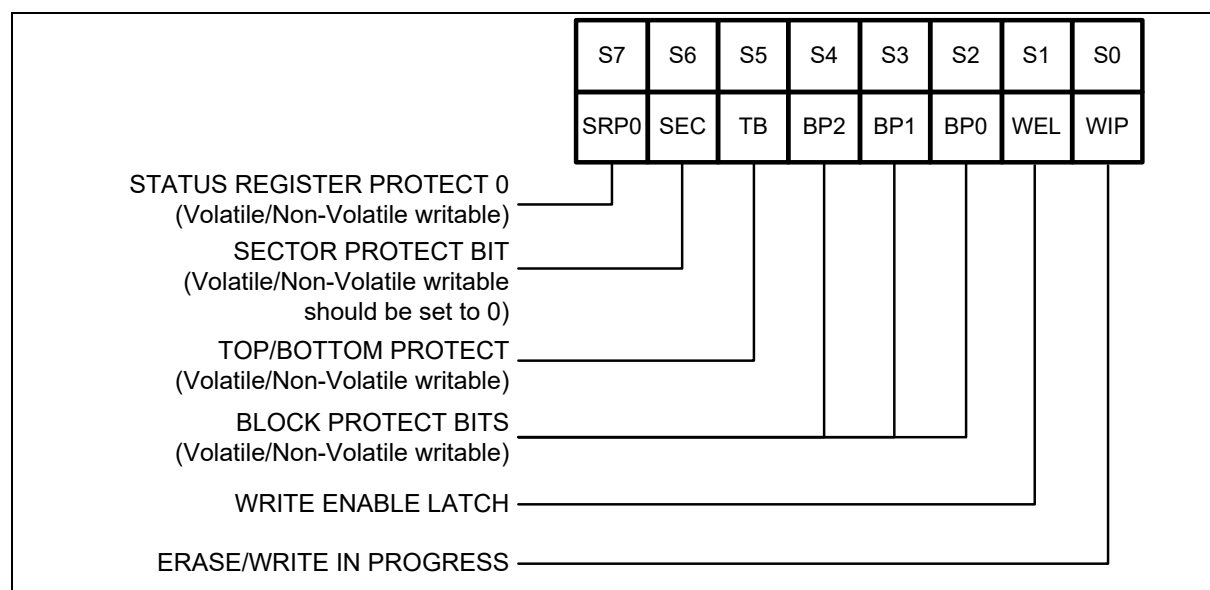 S7 S6 S5 S4 S3 S2 S1 S0
SRP0 SEC TB BP2 BP1 BP0 WEL WIP
STATUS REGISTER PROTECT 0
(Volatile/Non-Volatile writable)
SECTOR PROTECT BIT
(Volatile/Non-Volatile writable
should be set to 0)
TOP/BOTTOM PROTECT
(Volatile/Non-Volatile writable)
BLOCK PROTECT BITS
(Volatile/Non-Volatile writable)
WRITE ENABLE LATCH
ERASE/WRITE IN PROGRESS